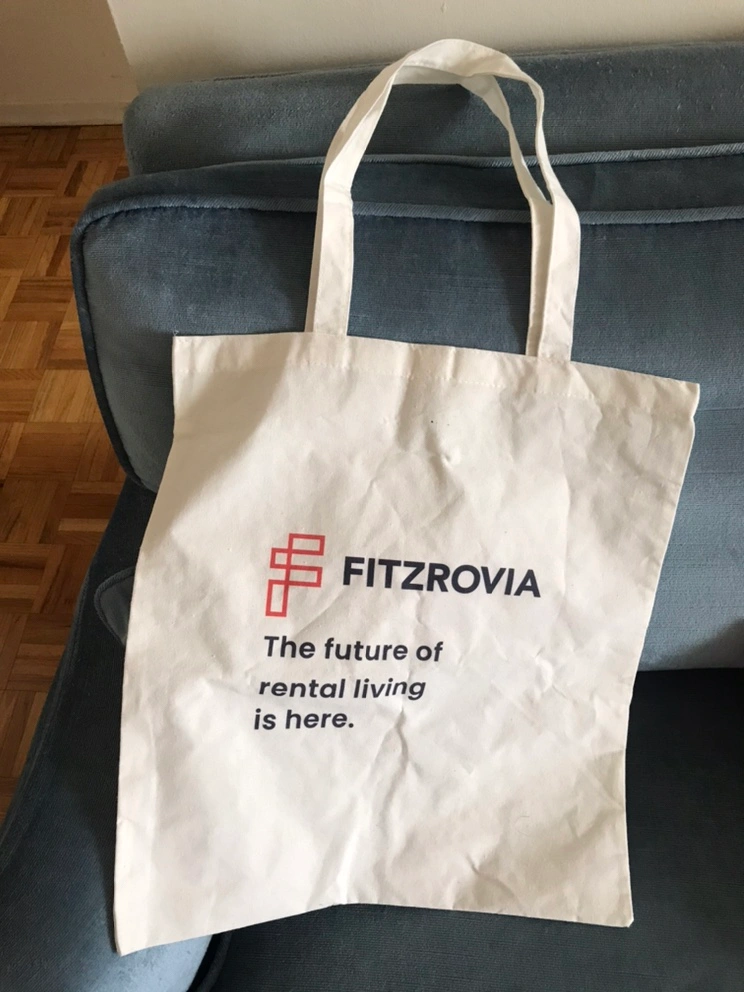 FITZROVIA
The future of
rental living
is here.